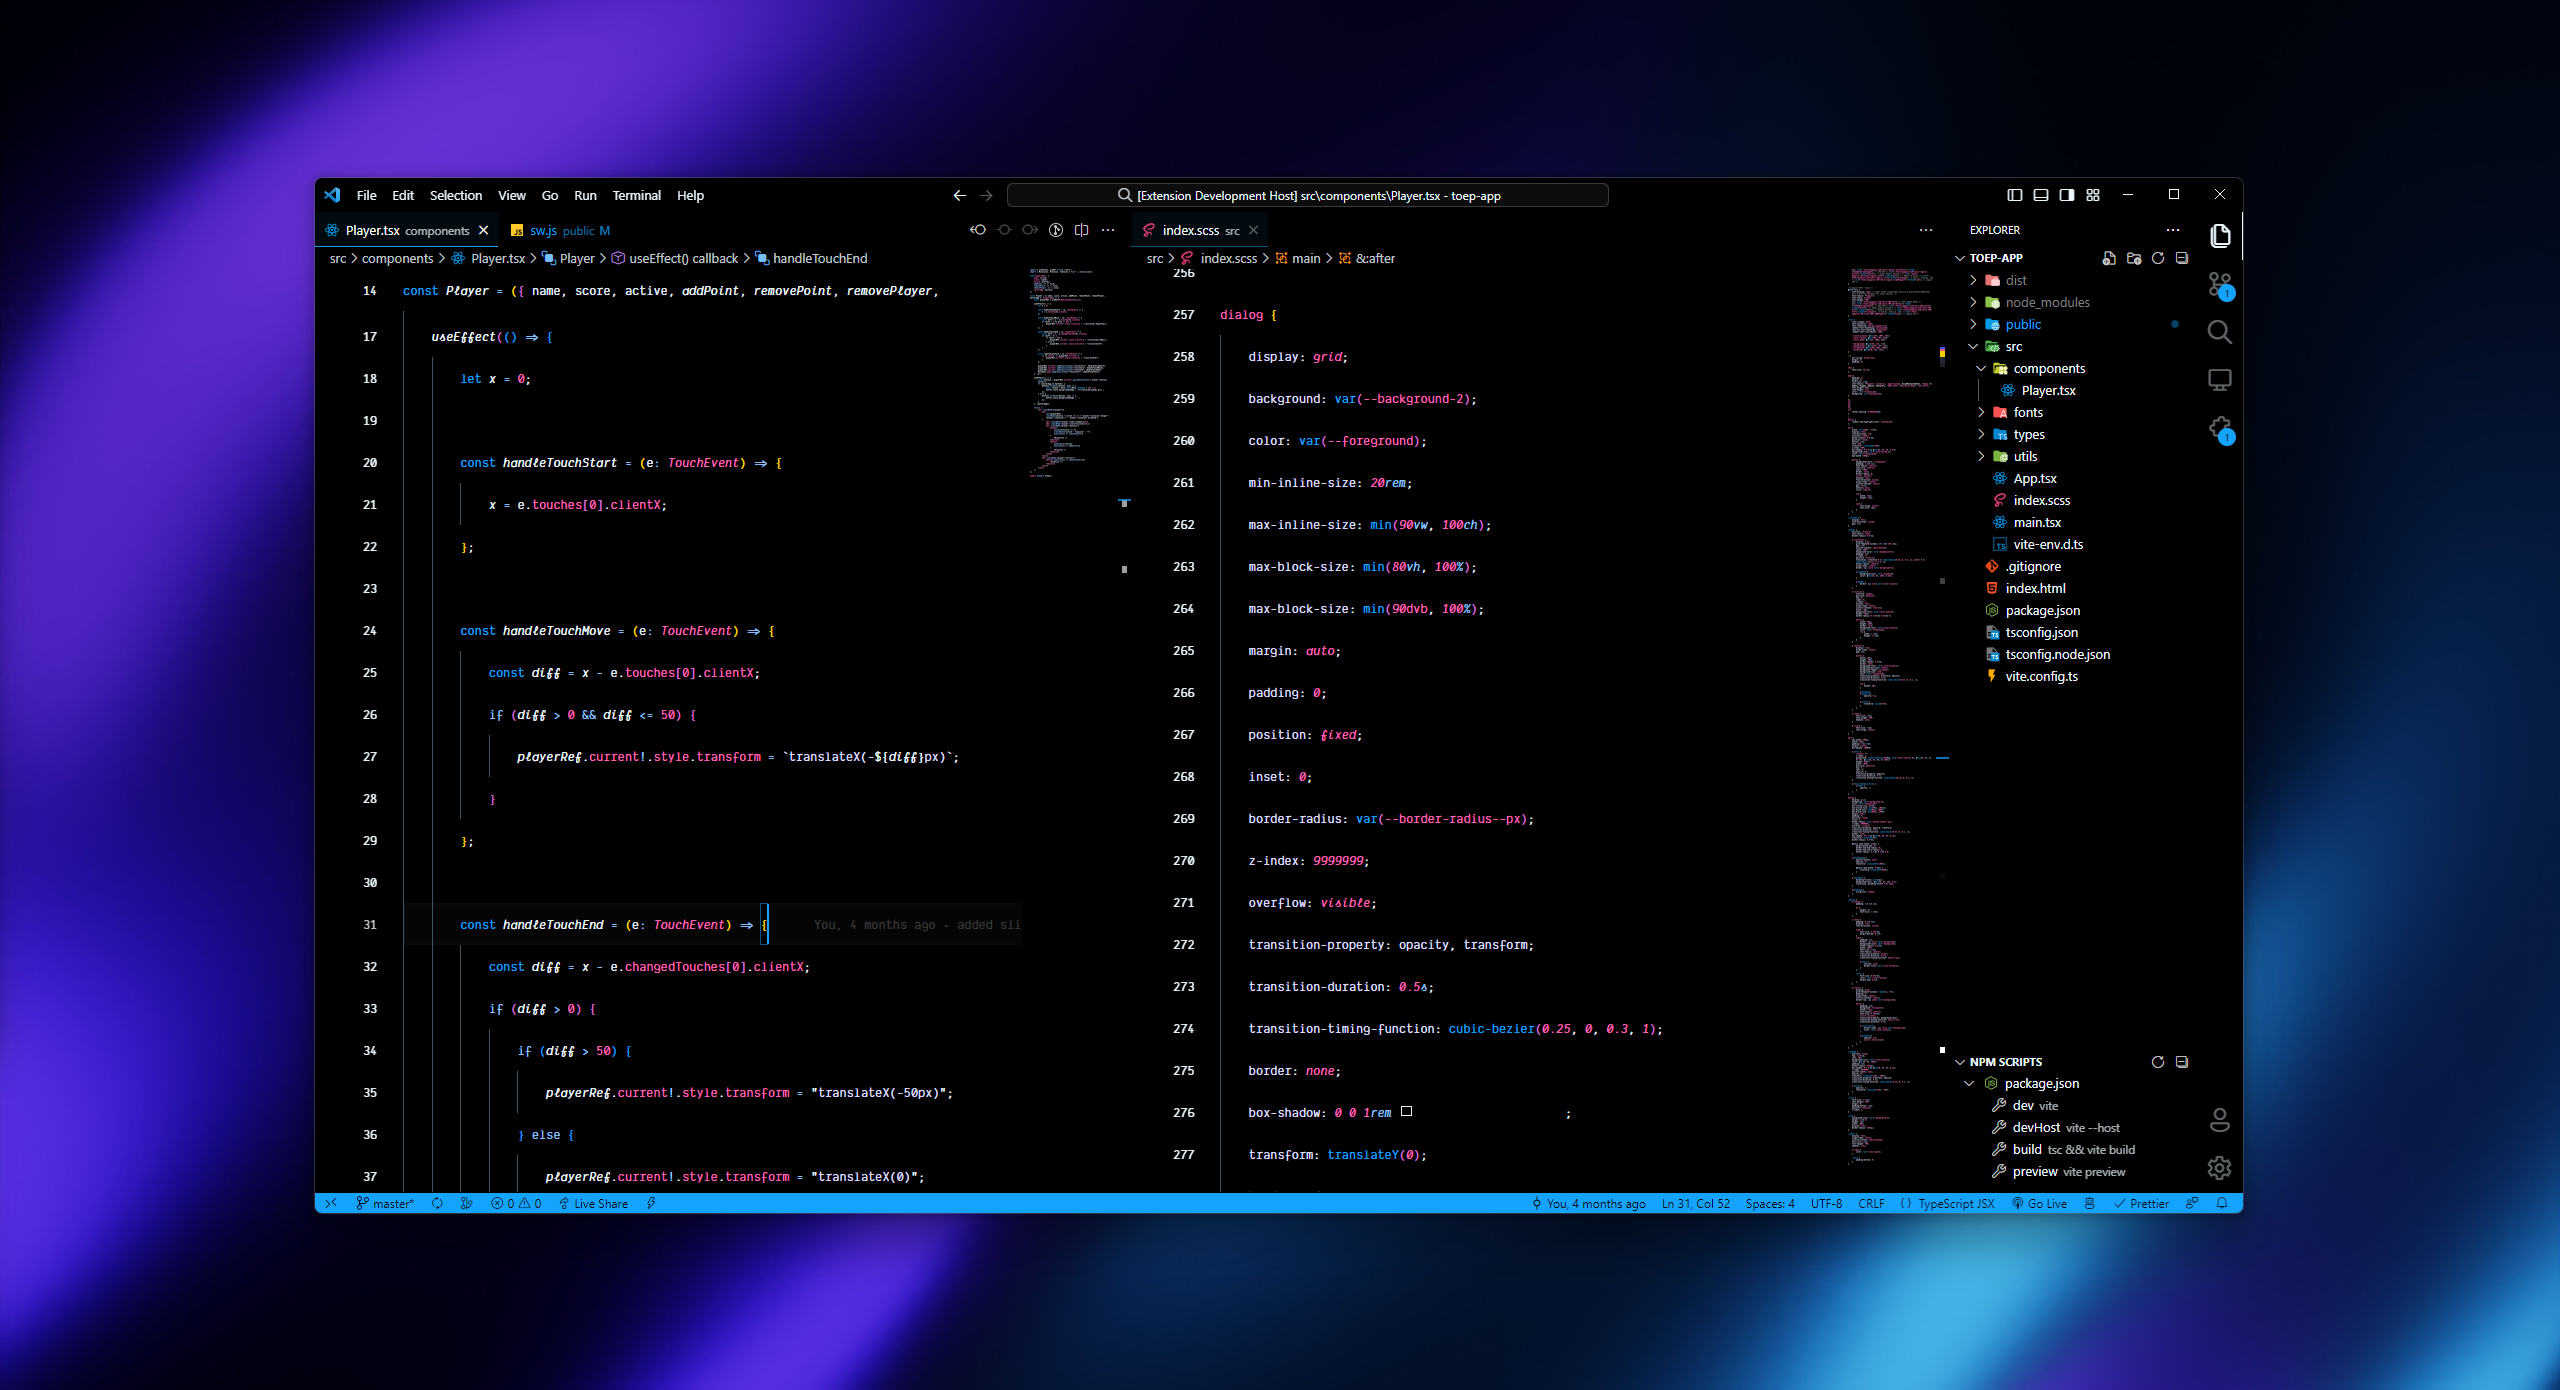 File Edit Selection View Go Run Terminal Help
[Extension Development Host] src\components\Player.tsx - toep-app
Player.tsx components
sw.js public M
src > components > Player.tsx > Player > useEffect() callback > handleTouchEnd
14 const Player = ({ name, score, active, addPoint, removePoint, removePlayer,
17 useEffect(() => {
18 let x = 0;
19
20 const handleTouchStart = (e: TouchEvent) => {
21 x = e.touches[0].clientX;
22 };
23
24 const handleTouchMove = (e: TouchEvent) => {
25 const diff = x - e.touches[0].clientX;
26 if (diff > 0 && diff <= 50) {
27 playerRef.current!.style.transform = `translateX(-${diff}px)`;
28 }
29 };
30
31 const handleTouchEnd = (e: TouchEvent) => { You, 4 months ago · added sli
32 const diff = x - e.changedTouches[0].clientX;
33 if (diff > 0) {
34 if (diff > 50) {
35 playerRef.current!.style.transform = "translateX(-50px)";
36 } else {
37 playerRef.current!.style.transform = "translateX(0)";
index.scss src
src > index.scss > main > &::after
256
257 dialog {
258 display: grid;
259 background: var(--background-2);
260 color: var(--foreground);
261 min-inline-size: 20rem;
262 max-inline-size: min(90vw, 100ch);
263 max-block-size: min(80vh, 100%);
264 max-block-size: min(90dvb, 100%);
265 margin: auto;
266 padding: 0;
267 position: fixed;
268 inset: 0;
269 border-radius: var(--border-radius--px);
270 z-index: 9999999;
271 overflow: visible;
272 transition-property: opacity, transform;
273 transition-duration: 0.5s;
274 transition-timing-function: cubic-bezier(0.25, 0, 0.3, 1);
275 border: none;
276 box-shadow: 0 0 1rem ;
277 transform: translateY(0);
EXPLORER
TOEP-APP
dist
node_modules
public
src
components
Player.tsx
fonts
types
utils
App.tsx
index.scss
main.tsx
vite-env.d.ts
.gitignore
index.html
package.json
tsconfig.json
tsconfig.node.json
vite.config.ts
NPM SCRIPTS
package.json
dev vite
devHost vite --host
build tsc && vite build
preview vite preview
1
1
master* 0 0 Live Share
You, 4 months ago Ln 31, Col 52 Spaces: 4 UTF-8 CRLF {} TypeScript JSX Go Live Prettier